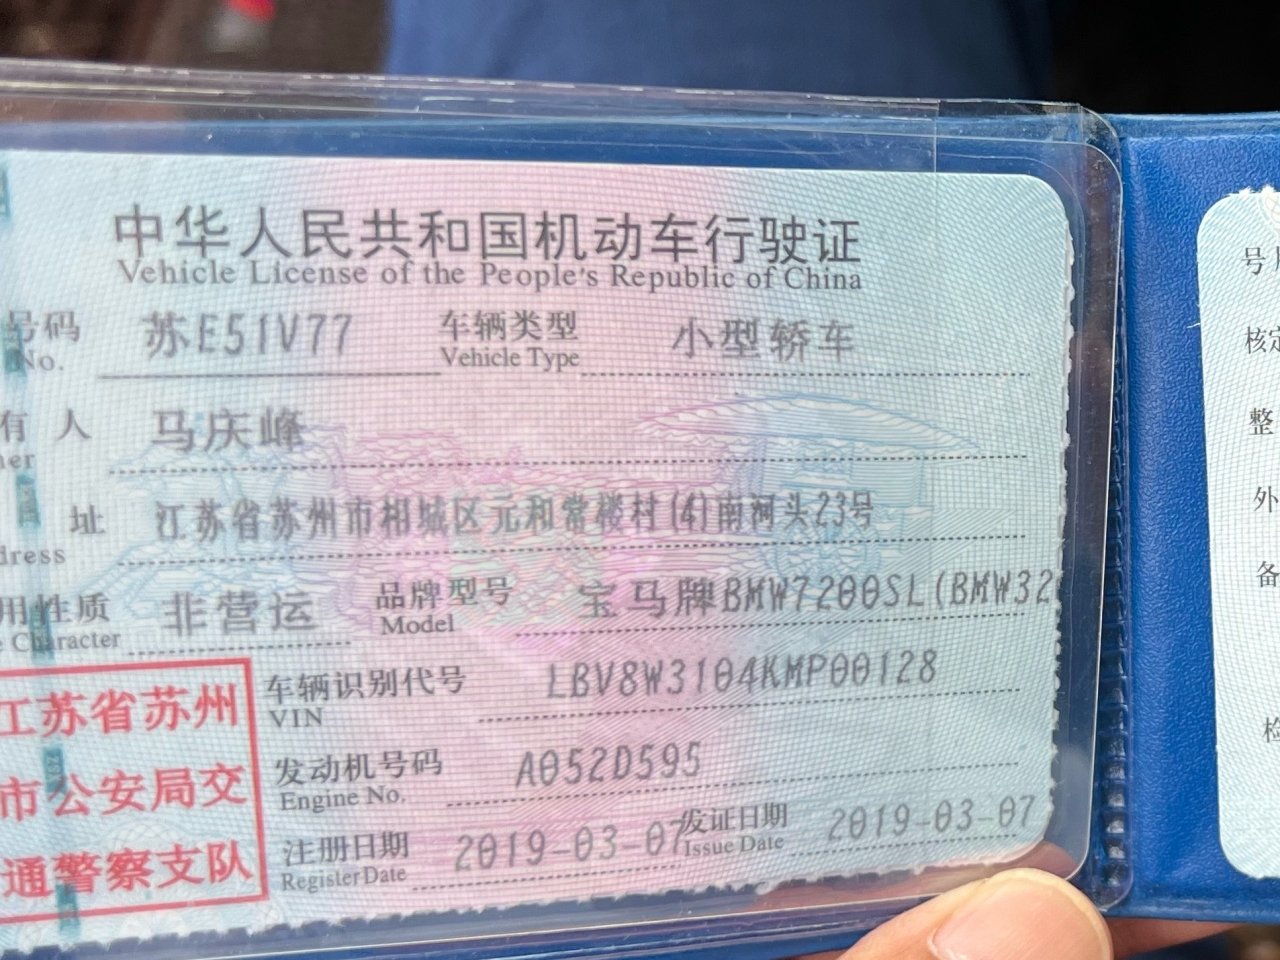 中华人民共和国机动车行驶证
Vehicle License of the People's Republic of China
号码 苏E51V77 车辆类型 小型轿车
No. Vehicle Type
有人 马庆峰
ner
址 江苏省苏州市相城区元和常楼村(4)南河头23号
dress
用性质 非营运 品牌型号 宝马牌BMW7200SL(BMW32
e Character Model
江苏省苏州
市公安局交
通警察支队
车辆识别代号 LBV8W3104KMP00128
VIN
发动机号码 A052D595
Engine No.
注册日期 2019-03-07 发证日期 2019-03-07
Register Date Issue Date
号牌
核定
整
外
备
检